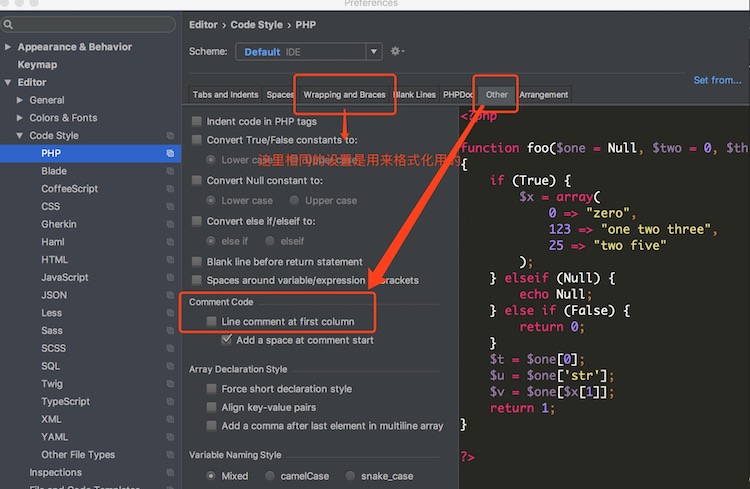 Preferences
Editor › Code Style › PHP
Scheme: Default IDE
Set from...
Tabs and Indents Spaces Wrapping and Braces Blank Lines PHPDoc Other Arrangement
Appearance & Behavior
Keymap
Editor
General
Colors & Fonts
Code Style
PHP
Blade
CoffeeScript
CSS
Gherkin
Haml
HTML
JavaScript
JSON
Less
Sass
SCSS
SQL
Twig
TypeScript
XML
YAML
Other File Types
Inspections
File and Code Templates
Indent code in PHP tags
Convert True/False constants to:
Lower case
这里相同的设置是用来格式化用的
Convert Null constant to:
Lower case Upper case
Convert else if/elseif to:
else if elseif
Blank line before return statement
Spaces around variable/expression brackets
Comment Code
Line comment at first column
Add a space at comment start
Array Declaration Style
Force short declaration style
Align key-value pairs
Add a comma after last element in multiline array
Variable Naming Style
Mixed camelCase snake_case
<?php
function foo($one = Null, $two = 0, $th
{
if (True) {
$x = array(
0 => "zero",
123 => "one two three",
25 => "two five"
);
} elseif (Null) {
echo Null;
} else if (False) {
return 0;
}
$t = $one[0];
$u = $one['str'];
$v = $one[$x[1]];
return 1;
}
?>